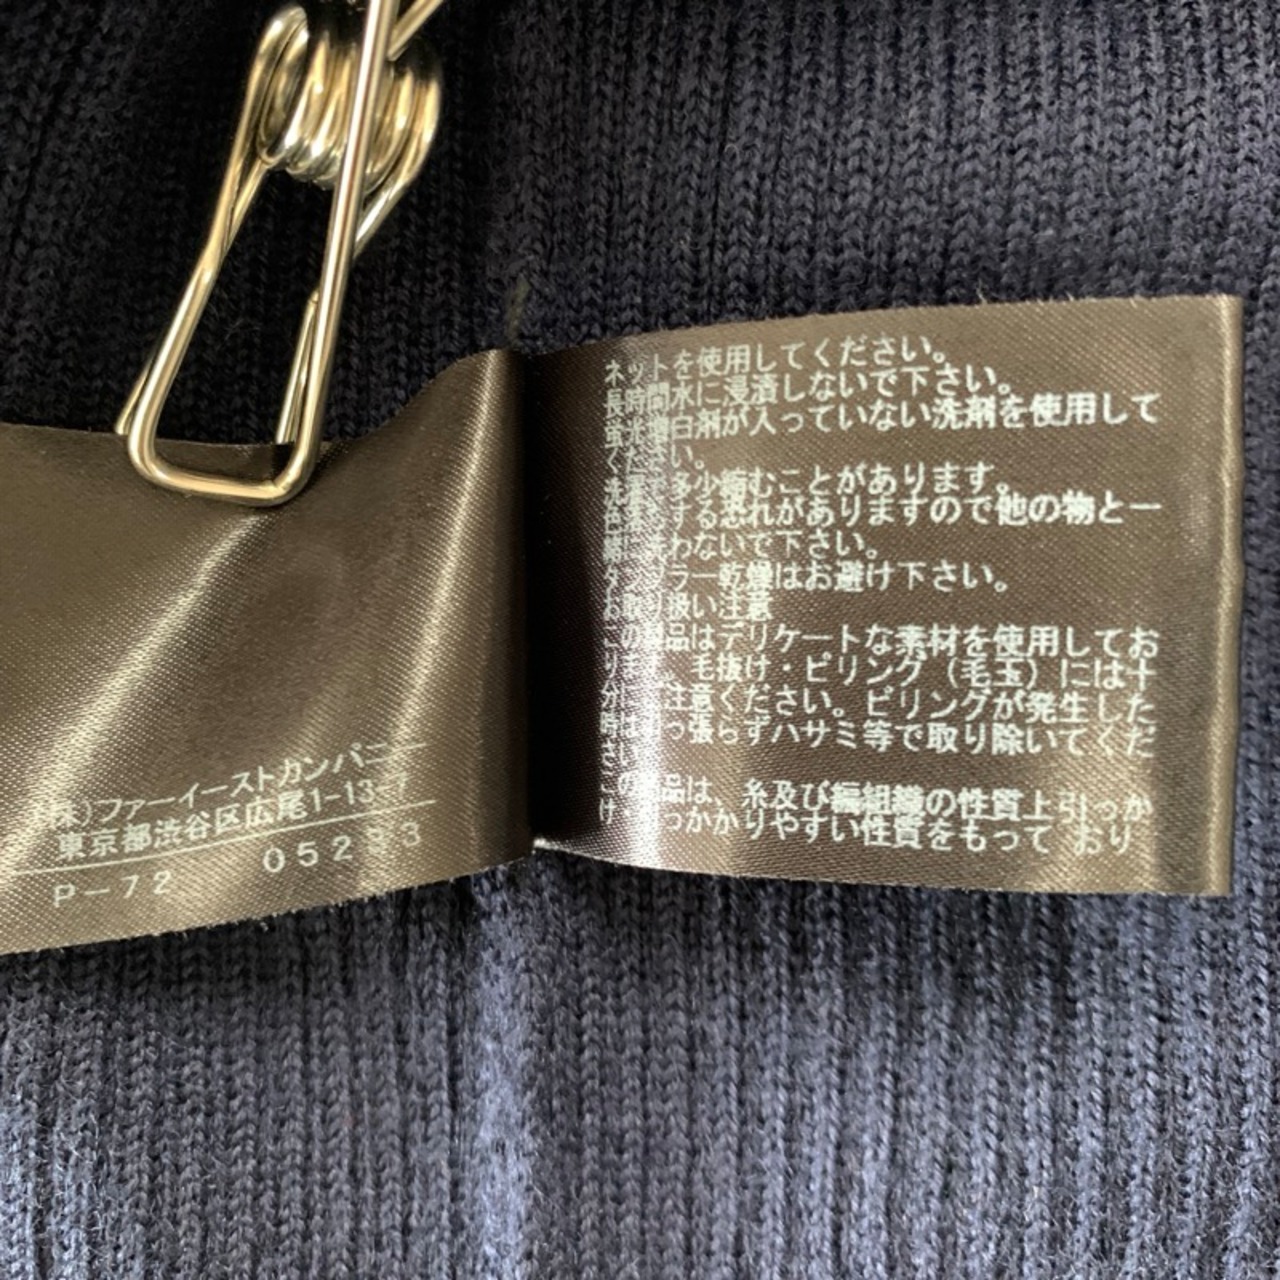 (株)ファーイーストカンパニー
東京都渋谷区広尾1-13-7
P-72 05293
ネットを使用してください。
長時間水に浸漬しないで下さい。
蛍光増白剤が入っていない洗剤を使用して
ください。
多少縮むことがあります。
色落ちする恐れがありますので他の物と一
緒に洗わないで下さい。
タンブラー乾燥はお避け下さい。
お取り扱い注意
この製品はデリケートな素材を使用してお
毛抜け・ピリング(毛玉)には十
分ご注意ください。ピリングが発生した
時は引っ張らずハサミ等で取り除いてくだ
さい
この製品は、糸及び編組織の性質上引っか
け、引っかかりやすい性質をもって おり